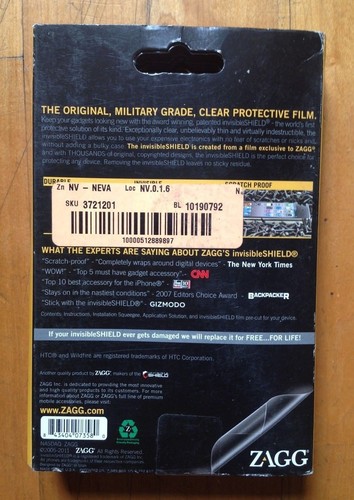 THE ORIGINAL, MILITARY GRADE, CLEAR PROTECTIVE FILM.
Keep your gadgets looking new with the award winning, patented invisibleSHIELD® - the world's first
protective solution of its kind. Exceptionally clear, unbelievably thin and virtually indestructible, the
invisibleSHIELD allows you to use your expensive electronics with no fear of scratches or nicks and
without adding a bulky case. The invisibleSHIELD is created from a film exclusive to ZAGG®
and with THOUSANDS of original, copyrighted designs, the invisibleSHIELD is the perfect choice for
protecting any device. Removing the invisibleSHIELD leaves no sticky residue.
DURABLE INVISIBLE SCRATCH PROOF
Zn NV - NEVA Loc NV.0.1.6 N
SKU 3721201 BL 10190792
10000512889897
WHAT THE EXPERTS ARE SAYING ABOUT ZAGG'S invisibleSHIELD®
"Scratch-proof" - "Completely wraps around digital devices" - The New York Times
"WOW!" - "Top 5 must have gadget accessory" - CNN
"Top 10 best accessory for the iPhone®" -
"Stays on in the nastiest conditions" - 2007 Editors Choice Award - BACKPACKER
"Stick with the invisibleSHIELD®" - GIZMODO
Contents: Instructions, Installation Squeegee, Application Solution, and invisibleSHIELD film pre-cut for your device.
If your invisibleSHIELD ever gets damaged we will replace it for FREE...FOR LIFE!
HTC® and Wildfire are registered trademarks of HTC Corporation.
Another quality product by ZAGG makers of the
ZAGG Inc. is dedicated to providing the most innovative
and high quality products to its customers. For more
information about ZAGG or ZAGG's full line of premium
mobile accessories, please visit:
www.ZAGG.com
8 43404 07358 3
NASDAQ: ZAGG
©2005-2011 ZAGG
ZAGG